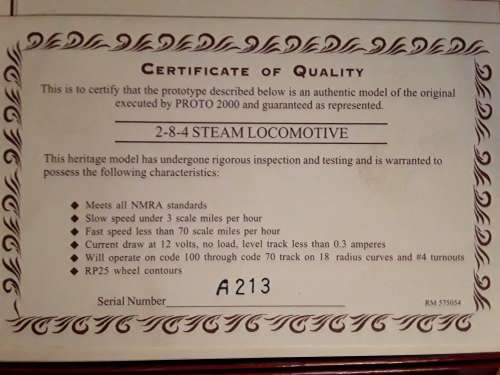 CERTIFICATE OF QUALITY
This is to certify that the prototype described below is an authentic model of the original
executed by PROTO 2000 and guaranteed as represented.
2-8-4 STEAM LOCOMOTIVE
This heritage model has undergone rigorous inspection and testing and is warranted to
possess the following characteristics:
◆ Meets all NMRA standards
◆ Slow speed under 3 scale miles per hour
◆ Fast speed less than 70 scale miles per hour
◆ Current draw at 12 volts, no load, level track less than 0.3 amperes
◆ Will operate on code 100 through code 70 track on 18 radius curves and #4 turnouts
◆ RP25 wheel contours
A213
Serial Number
RM 575054